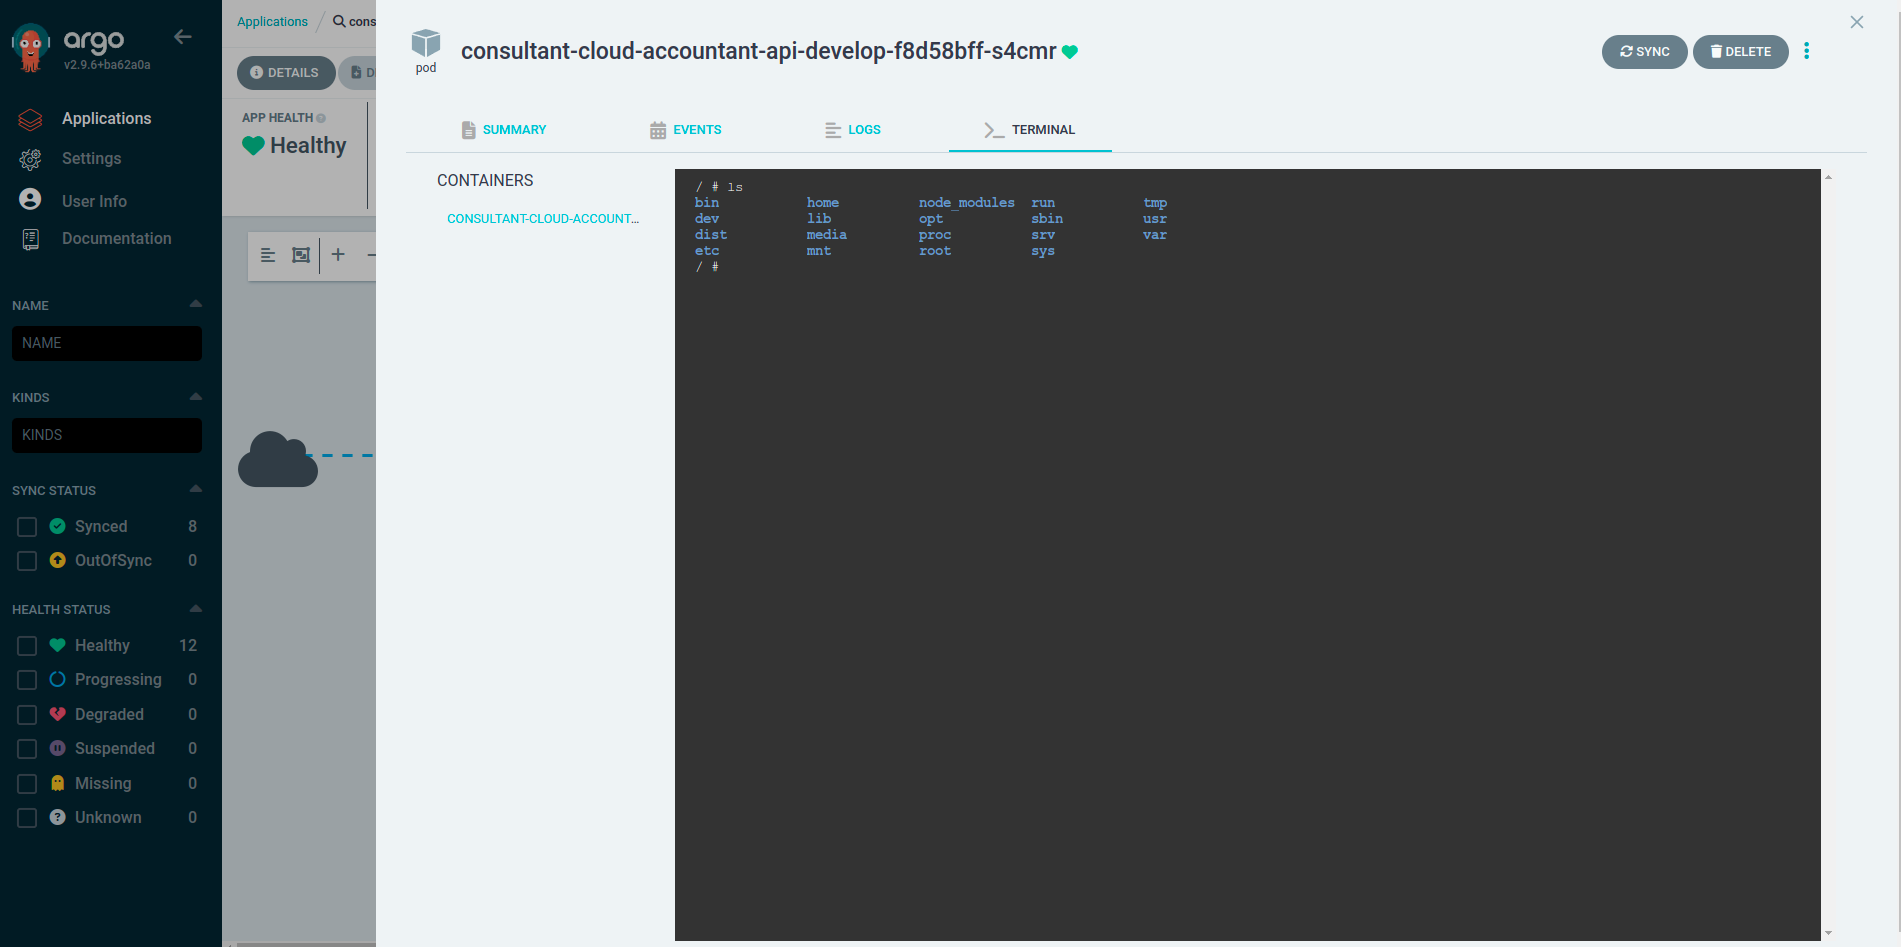 argo
v2.9.6+ba62a0a
Applications
Settings
User Info
Documentation
NAME
NAME
KINDS
KINDS
SYNC STATUS
Synced 8
OutOfSync 0
HEALTH STATUS
Healthy 12
Progressing 0
Degraded 0
Suspended 0
Missing 0
Unknown 0
Applications / cons
DETAILS D
APP HEALTH
Healthy
pod
consultant-cloud-accountant-api-develop-f8d58bff-s4cmr
SYNC DELETE
SUMMARY EVENTS LOGS TERMINAL
CONTAINERS
CONSULTANT-CLOUD-ACCOUNT...
/ # ls
bin home node_modules run tmp
dev lib opt sbin usr
dist media proc srv var
etc mnt root sys
/ #